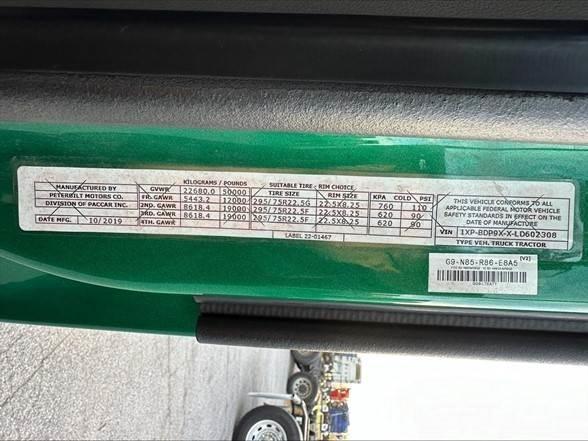 KILOGRAMS / POUNDS SUITABLE TIRE - RIM CHOICE
MANUFACTURED BY
PETERBILT MOTORS CO.
DIVISION OF PACCAR INC.
DATE MFG. 10/2019
GVWR 22680.0 50000 TIRE SIZE RIM SIZE KPA COLD PSI
FR. GAWR 5443.2 12000 295/75R22.5G 22.5X8.25 760 110
2ND. GAWR 8618.4 19000 295/75R22.5F 22.5X8.25 620 90
3RD. GAWR 8618.4 19000 295/75R22.5F 22.5X8.25 620 90
4TH. GAWR
LABEL 22-01467
THIS VEHICLE CONFORMS TO ALL
APPLICABLE FEDERAL MOTOR VEHICLE
SAFETY STANDARDS IN EFFECT ON
DATE OF MFG.
VIN 1XP-BDP9X-X-LD602308
TYPE VEH. TRUCK TRACTOR
G9-N85-R86-E8A5 (V2)